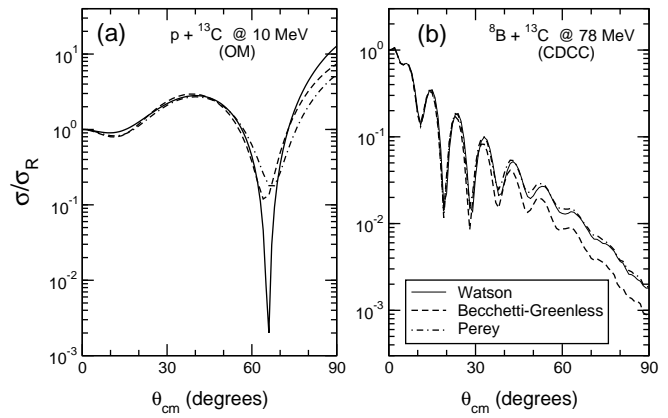 (a)
p + ¹³C @ 10 MeV
(OM)
10¹
10⁰
10⁻¹
10⁻²
10⁻³
σ/σ_R
0 30 60 90
θcm (degrees)
(b)
⁸B + ¹³C @ 78 MeV
(CDCC)
10⁰
10⁻¹
10⁻²
10⁻³
Watson
Becchetti-Greenless
Perey
0 30 60 90
θcm (degrees)